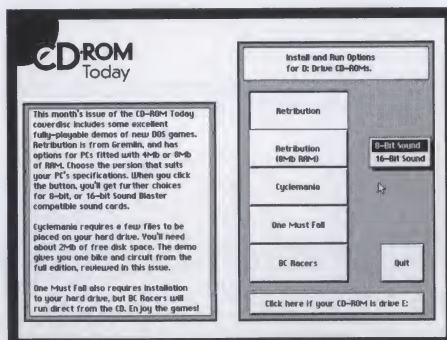 CD-ROM
Today
This month's issue of the CD-ROM Today
coverdisc includes some excellent
fully-playable demos of new DOS games.
Retribution is from Gremlin, and has
options for PCs fitted with 4Mb or 8Mb
of RAM. Choose the version that suits
your PC's specifications. When you click
the button, you'll get further choices
for 8-bit, or 16-bit Sound Blaster
compatible sound cards.
Cyclemania requires a few files to be
placed on your hard drive. You'll need
about 2Mb of free disk space. The demo
gives you one bike and circuit from the
full edition, reviewed in this issue.
One Must Fall also requires installation
to your hard drive, but BC Racers will
run direct from the CD. Enjoy the games!
Install and Run Options
for D: Drive CD-ROMs.
Retribution
Retribution
(8Mb RAM)
Cyclemania
One Must Fall
BC Racers
8-Bit Sound
16-Bit Sound
Quit
Click here if your CD-ROM is drive E: